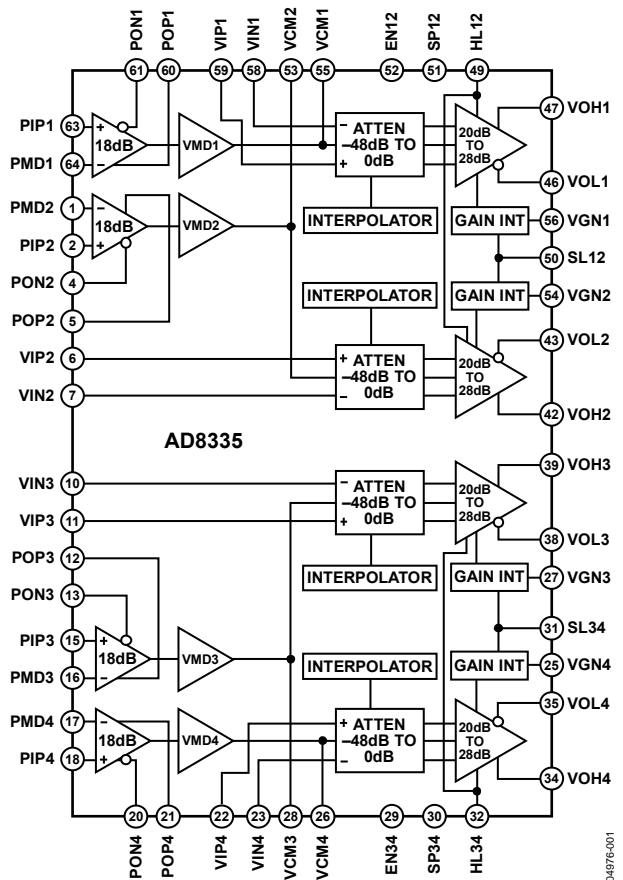 PON1 POP1 VIP1 VIN1 VCM2 VCM1 EN12 SP12 HL12
61 60 59 58 53 55 52 51 49
PIP1 63 + 18dB VMD1
PMD1 64 −
− ATTEN
−48dB TO
+ 0dB
20dB
TO
28dB
47 VOH1
46 VOL1
INTERPOLATOR
GAIN INT 56 VGN1
PMD2 1 − 18dB VMD2
PIP2 2 +
PON2 4
POP2 5
50 SL12
INTERPOLATOR
GAIN INT 54 VGN2
VIP2 6
VIN2 7
+ ATTEN
−48dB TO
− 0dB
20dB
TO
28dB
43 VOL2
42 VOH2
AD8335
VIN3 10
VIP3 11
− ATTEN
−48dB TO
+ 0dB
20dB
TO
28dB
39 VOH3
38 VOL3
POP3 12
PON3 13
INTERPOLATOR
GAIN INT 27 VGN3
PIP3 15 + 18dB VMD3
PMD3 16 −
31 SL34
INTERPOLATOR
GAIN INT 25 VGN4
PMD4 17 − 18dB VMD4
PIP4 18 +
+ ATTEN
−48dB TO
− 0dB
20dB
TO
28dB
35 VOL4
34 VOH4
20 21 22 23 28 26 29 30 32
PON4 POP4 VIP4 VIN4 VCM3 VCM4 EN34 SP34 HL34
04976-001